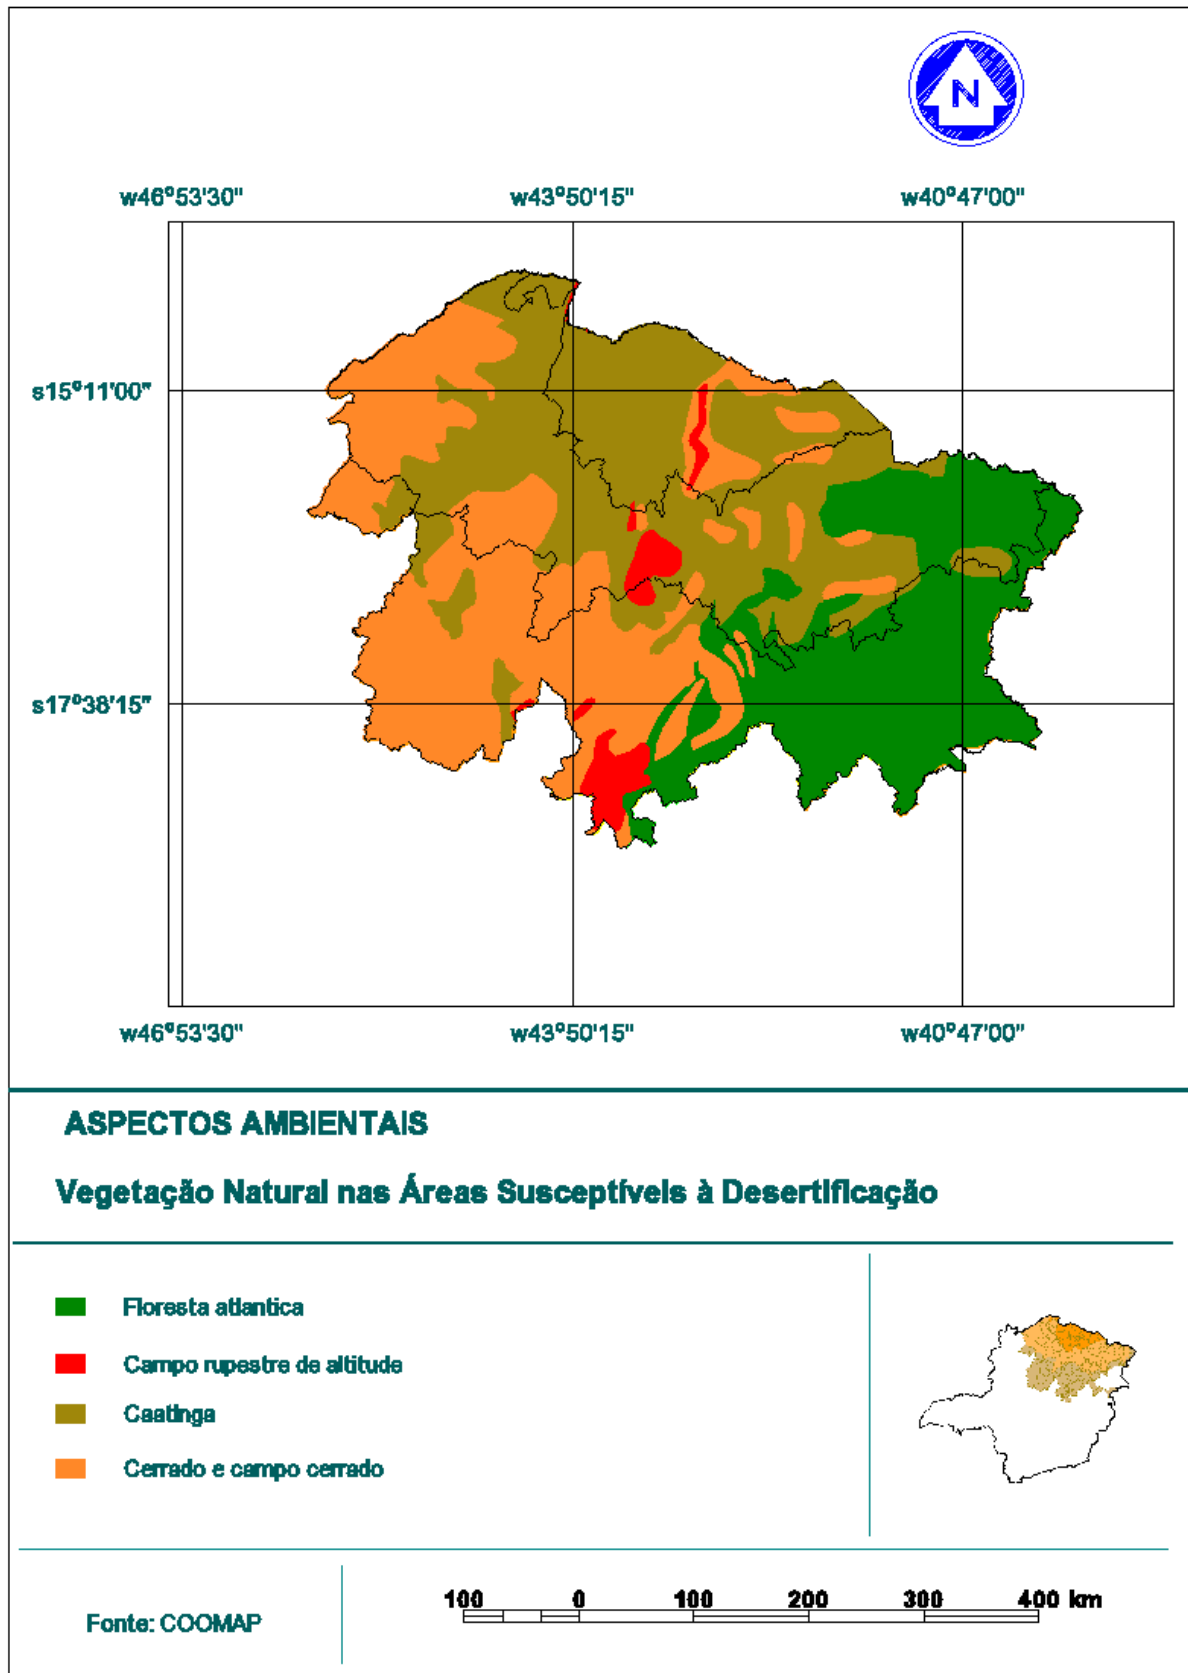 N
w46º53'30" w43º50'15" w40º47'00"
s15º11'00"
s17º38'15"
w46º53'30" w43º50'15" w40º47'00"
ASPECTOS AMBIENTAIS
Vegetação Natural nas Áreas Susceptíveis à Desertificação
Floresta atlantica
Campo rupestre de altitude
Caatinga
Cerrado e campo cerrado
100 0 100 200 300 400 km
Fonte: COOMAP